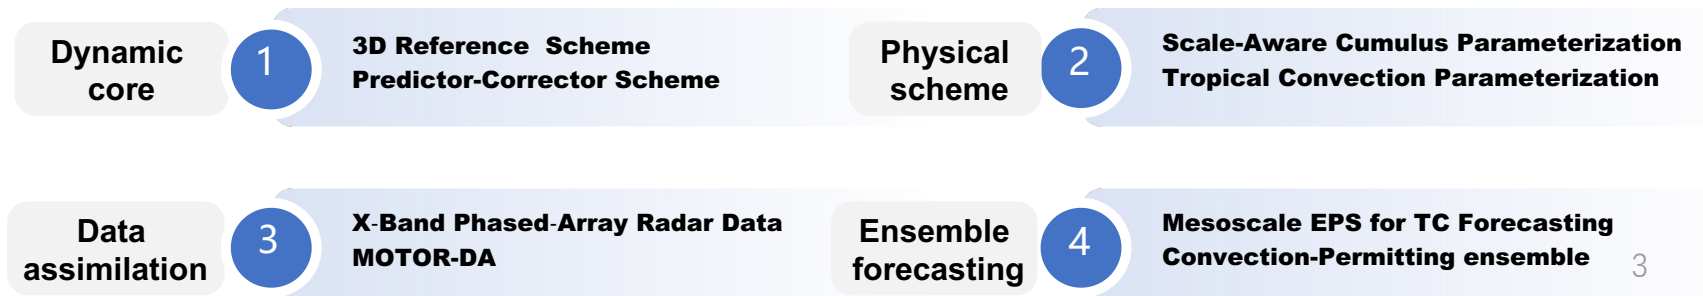 Dynamic
core
1
3D Reference  Scheme
Predictor-Corrector Scheme
Physical
scheme
2
Scale-Aware Cumulus Parameterization
Tropical Convection Parameterization
Data
assimilation
3
X-Band Phased-Array Radar Data
MOTOR-DA
Ensemble
forecasting
4
Mesoscale EPS for TC Forecasting
Convection-Permitting ensemble
3